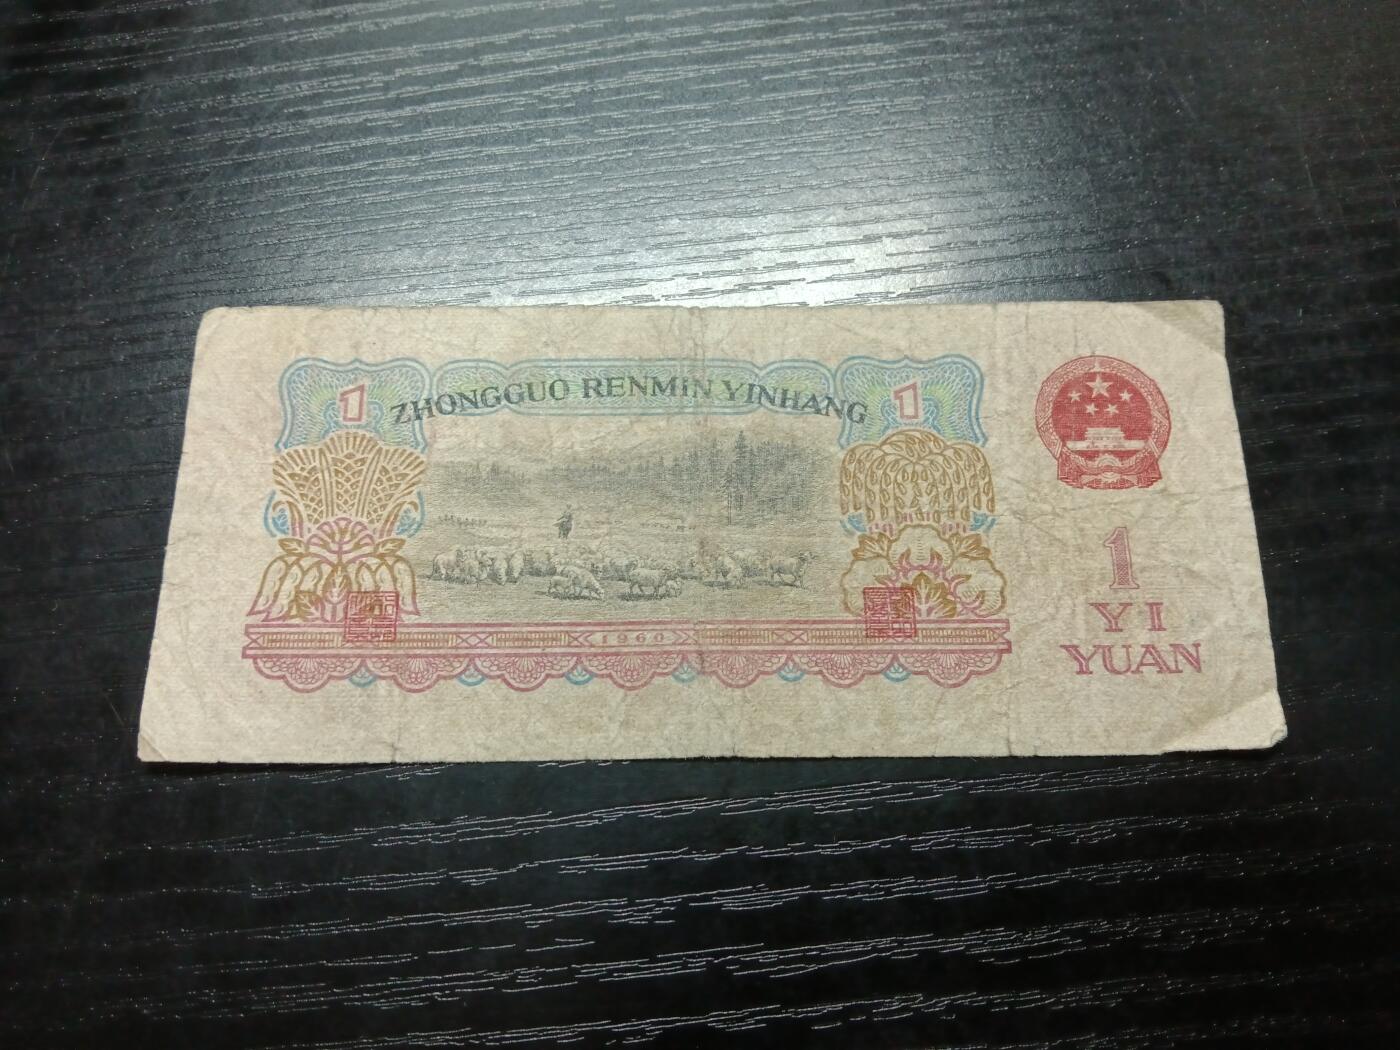 1
ZHONGGUO RENMIN YINHANG
1
1960
1
YI
YUAN